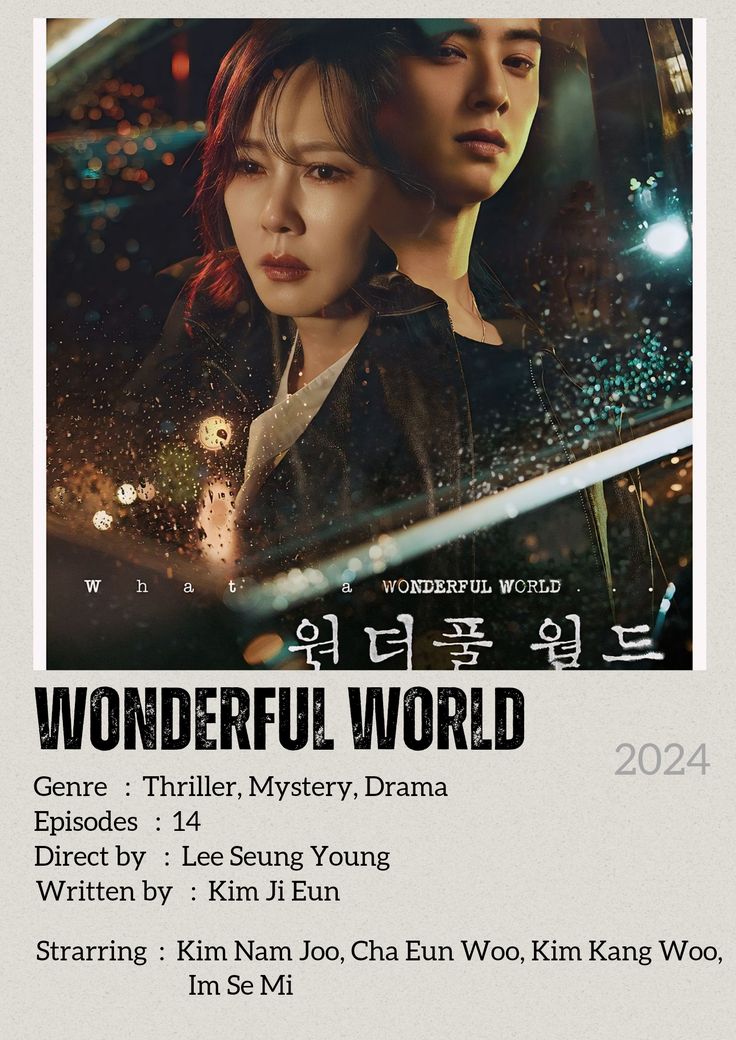 What a WONDERFUL WORLD . . . .
원더풀 월드
WONDERFUL WORLD
2024
Genre : Thriller, Mystery, Drama
Episodes : 14
Direct by : Lee Seung Young
Written by : Kim Ji Eun
Strarring : Kim Nam Joo, Cha Eun Woo, Kim Kang Woo,
Im Se Mi